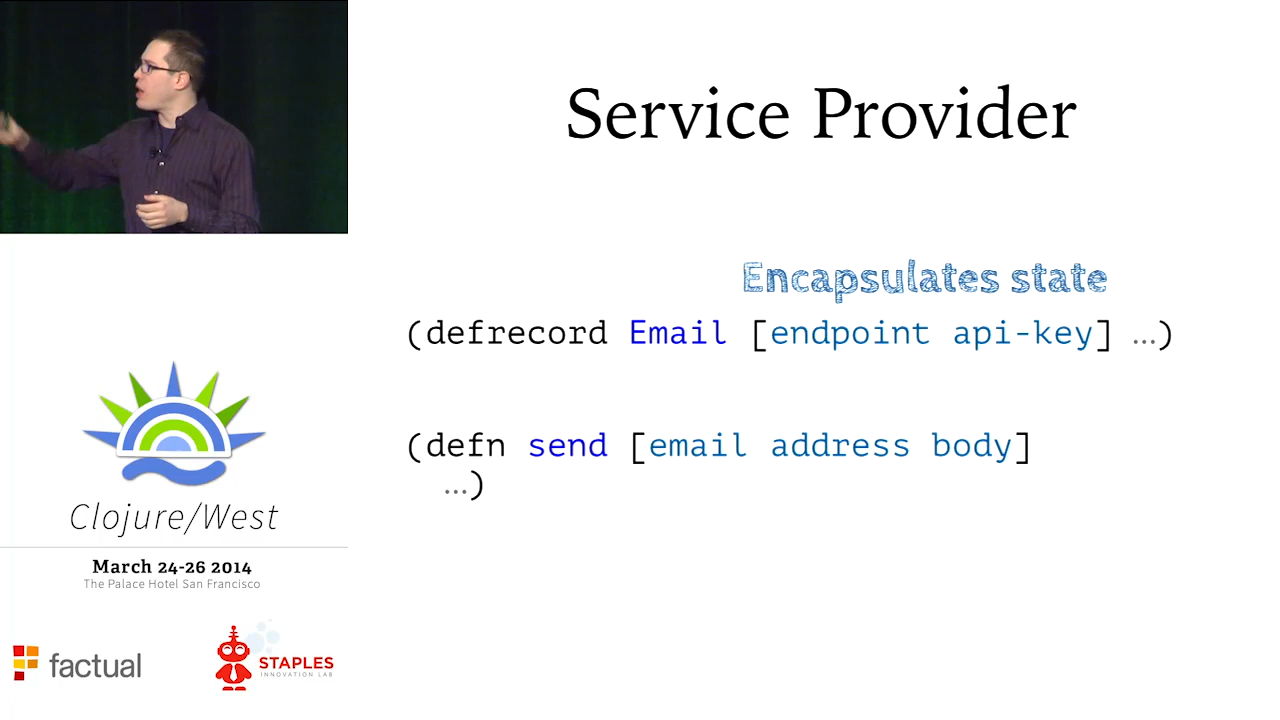 Service Provider
Encapsulates state
(defrecord Email [endpoint api-key] …)
(defn send [email address body]
…)
Clojure/West
March 24-26 2014
The Palace Hotel San Francisco
factual
STAPLES
INNOVATION LAB